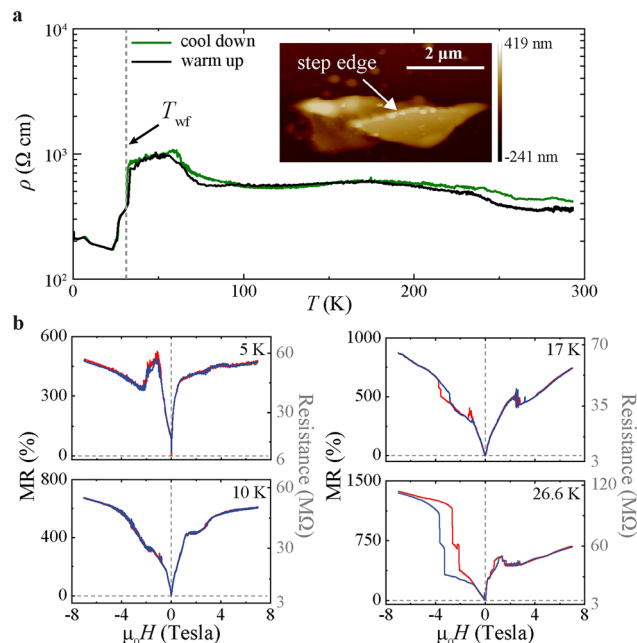 a
10⁴
10³
10²
ρ (Ω cm)
cool down
warm up
T_wf
step edge
2 µm
419 nm
-241 nm
0
100
200
300
T (K)
b
600
300
0
5 K
60
45
30
15
6
MR (%)
Resistance (MΩ)
800
400
0
10 K
60
30
3
-8
-4
0
4
8
µ₀H (Tesla)
1000
500
0
17 K
70
35
3
MR (%)
Resistance (MΩ)
1500
750
0
26.6 K
120
60
3
-8
-4
0
4
8
µ₀H (Tesla)